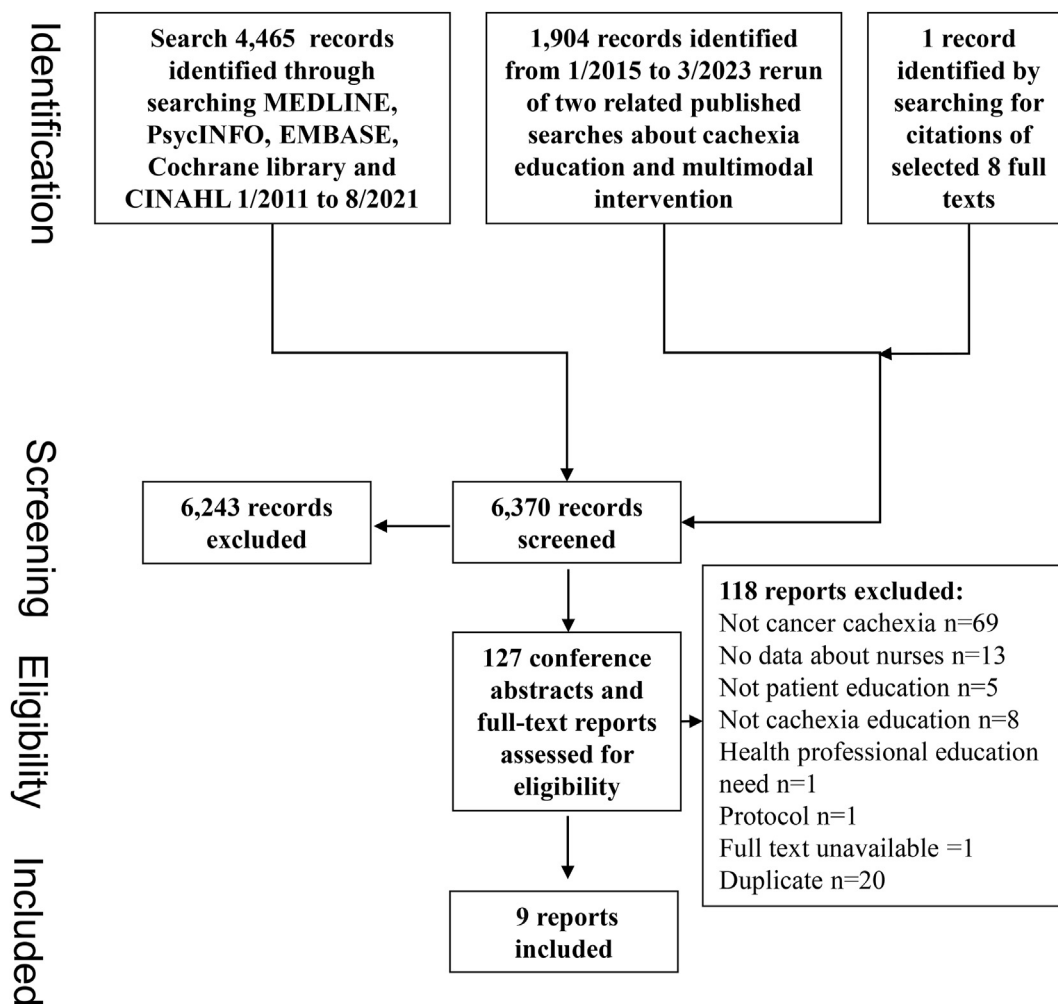 Identification
Search 4,465 records
identified through
searching MEDLINE,
PsycINFO, EMBASE,
Cochrane library and
CINAHL 1/2011 to 8/2021
1,904 records identified
from 1/2015 to 3/2023 rerun
of two related published
searches about cachexia
education and multimodal
intervention
1 record
identified by
searching for
citations of
selected 8 full
texts
Screening
6,243 records
excluded
6,370 records
screened
Eligibility
127 conference
abstracts and
full-text reports
assessed for
eligibility
118 reports excluded:
Not cancer cachexia n=69
No data about nurses n=13
Not patient education n=5
Not cachexia education n=8
Health professional education
need n=1
Protocol n=1
Full text unavailable =1
Duplicate n=20
Included
9 reports
included